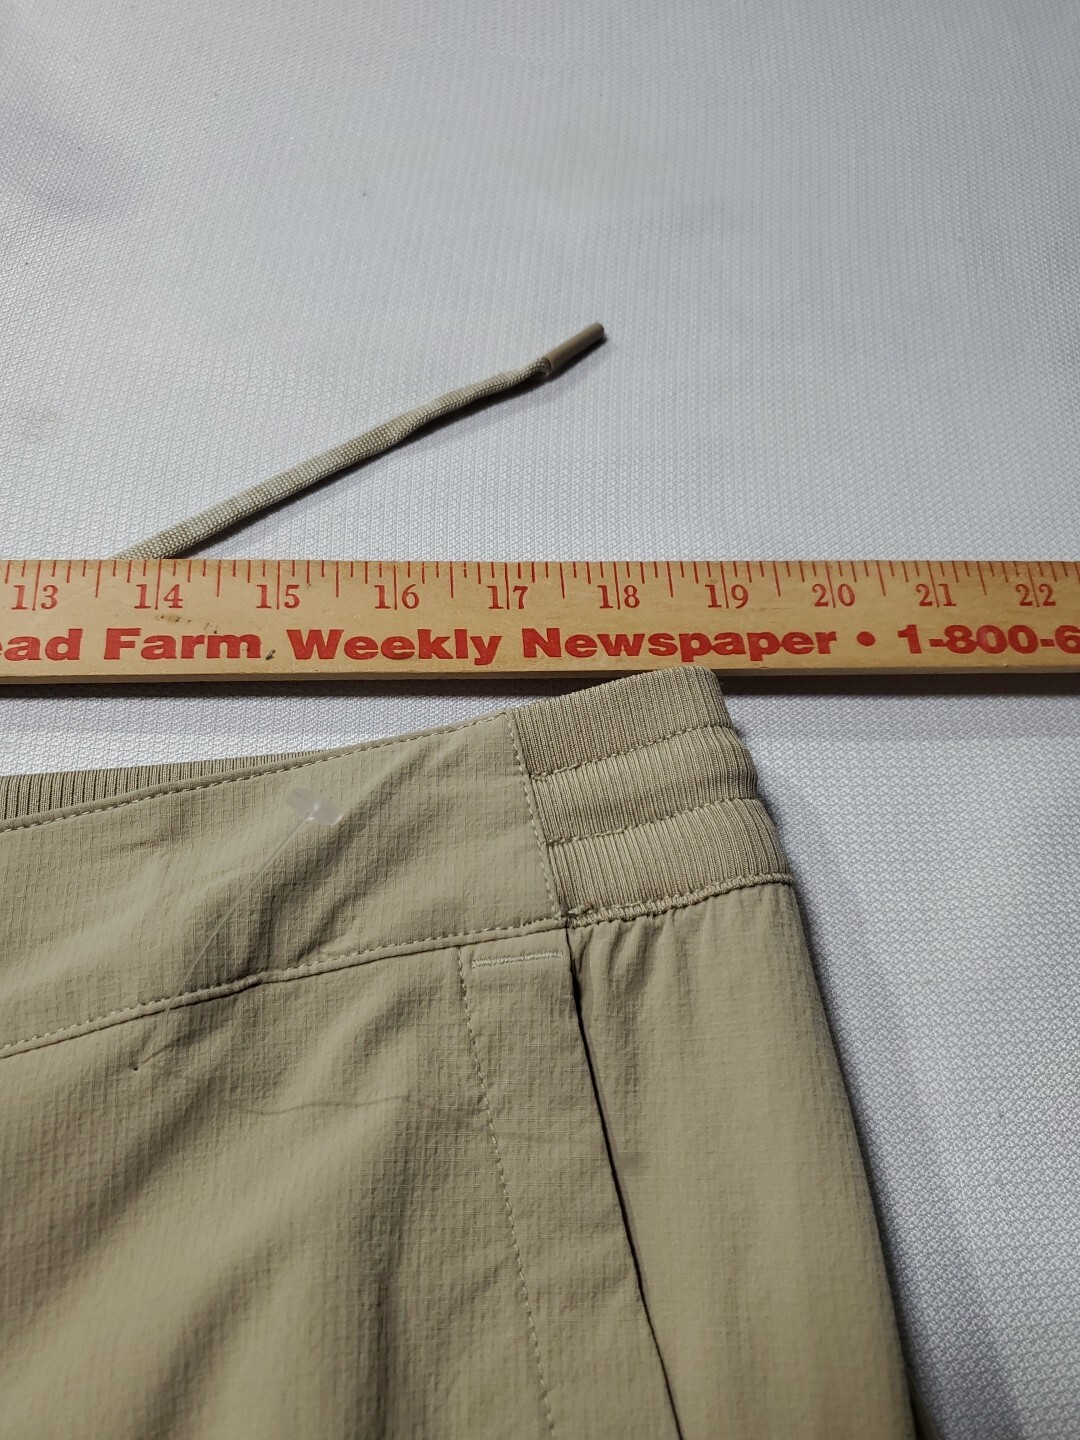 13 14 15 16 17 18 19 20 21 22
ead Farm Weekly Newspaper • 1-800-6